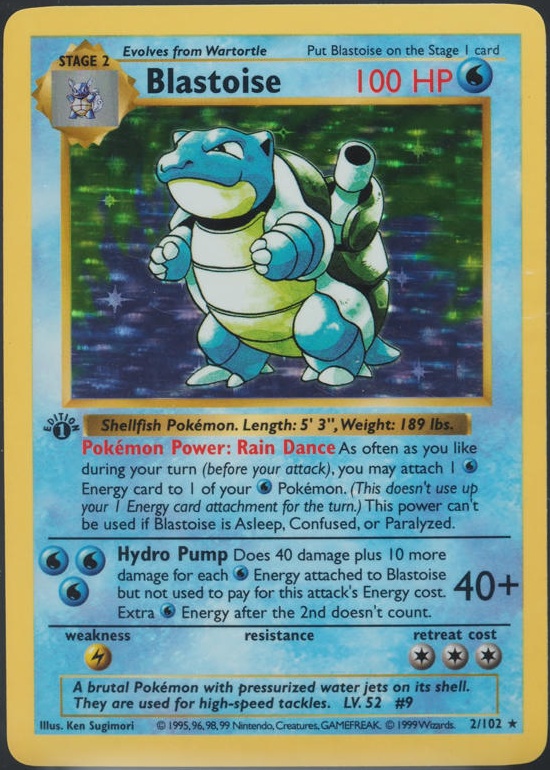 Evolves from Wartortle Put Blastoise on the Stage 1 card
STAGE 2
Blastoise 100 HP
EDITION 1
Shellfish Pokémon. Length: 5' 3", Weight: 189 lbs.
Pokémon Power: Rain Dance As often as you like
during your turn (before your attack), you may attach 1
Energy card to 1 of your Pokémon. (This doesn't use up
your 1 Energy card attachment for the turn.) This power can't
be used if Blastoise is Asleep, Confused, or Paralyzed.
Hydro Pump Does 40 damage plus 10 more
damage for each Energy attached to Blastoise
but not used to pay for this attack's Energy cost.
Extra Energy after the 2nd doesn't count.
40+
weakness resistance retreat cost
A brutal Pokémon with pressurized water jets on its shell.
They are used for high-speed tackles. LV. 52 #9
Illus. Ken Sugimori © 1995, 96, 98, 99 Nintendo, Creatures, GAMEFREAK. © 1999 Wizards. 2/102 ★